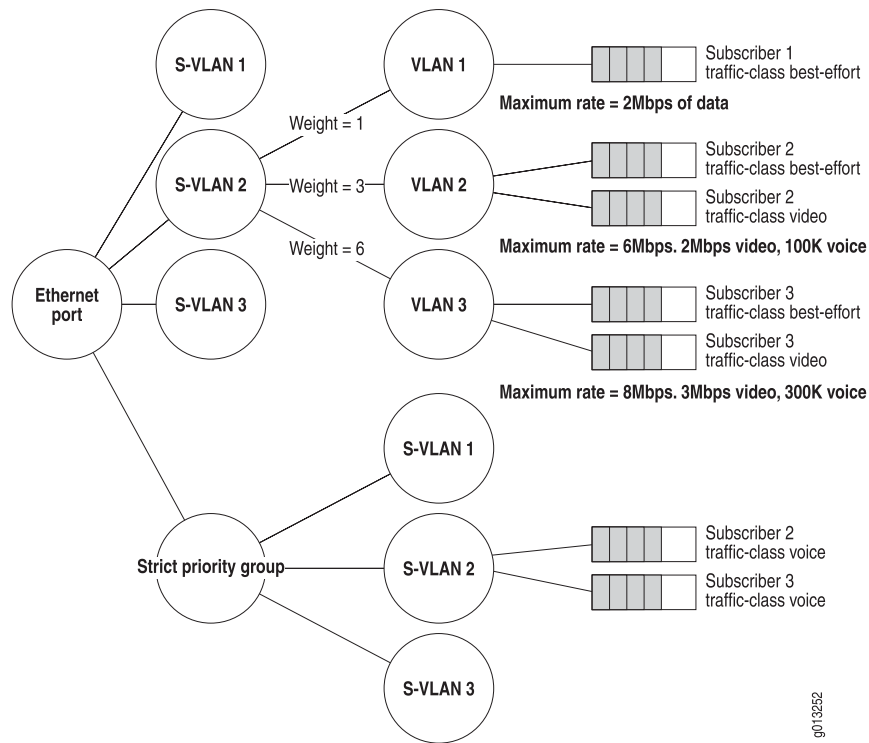 S-VLAN 1
VLAN 1
Subscriber 1
traffic-class best-effort
Maximum rate = 2Mbps of data
Weight = 1
S-VLAN 2
Weight = 3
VLAN 2
Subscriber 2
traffic-class best-effort
Subscriber 2
traffic-class video
Maximum rate = 6Mbps. 2Mbps video, 100K voice
Weight = 6
Ethernet
port
S-VLAN 3
VLAN 3
Subscriber 3
traffic-class best-effort
Subscriber 3
traffic-class video
Maximum rate = 8Mbps. 3Mbps video, 300K voice
S-VLAN 1
Strict priority group
S-VLAN 2
Subscriber 2
traffic-class voice
Subscriber 3
traffic-class voice
S-VLAN 3
g013252